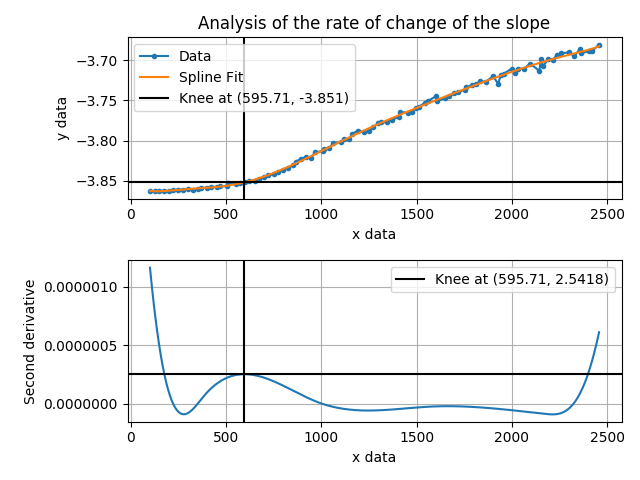 Analysis of the rate of change of the slope
Data
Spline Fit
Knee at (595.71, -3.851)
−3.70
−3.75
−3.80
−3.85
y data
0
500
1000
1500
2000
2500
x data
Knee at (595.71, 2.5418)
0.0000010
0.0000005
0.0000000
Second derivative
0
500
1000
1500
2000
2500
x data